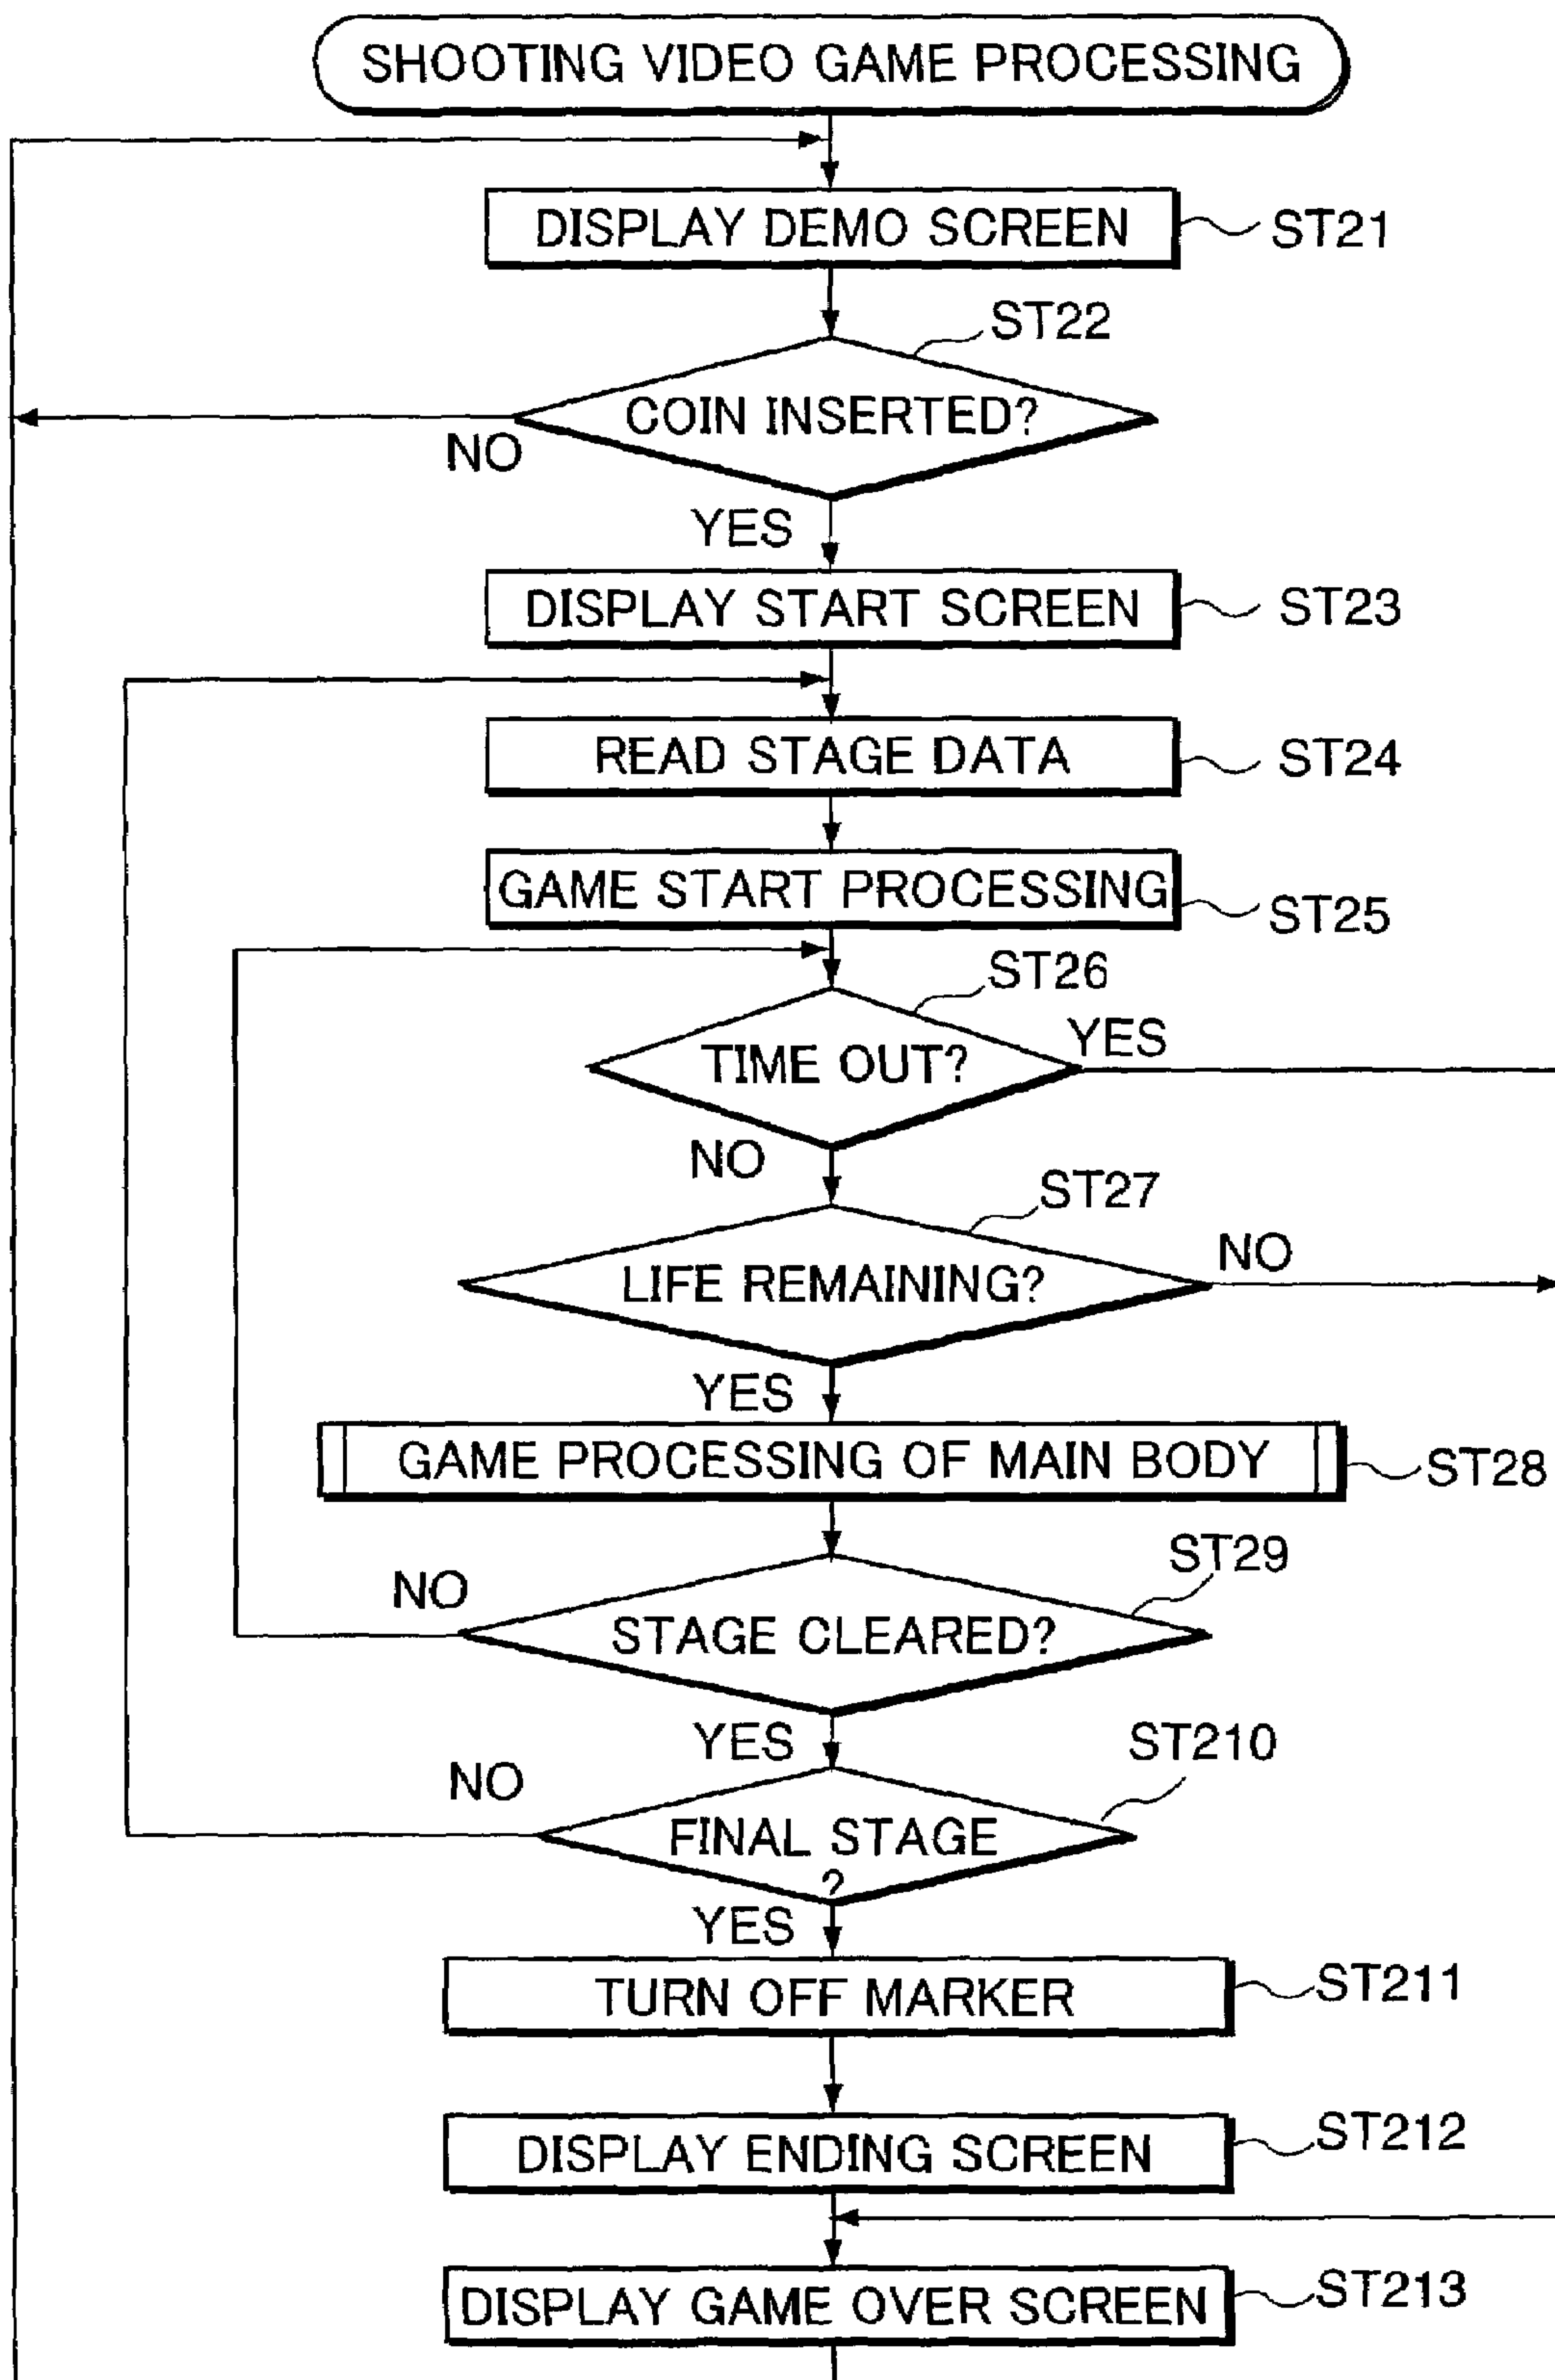 SHOOTING VIDEO GAME PROCESSING
DISPLAY DEMO SCREEN
ST21
ST22
COIN INSERTED?
NO
YES
DISPLAY START SCREEN
ST23
READ STAGE DATA
ST24
GAME START PROCESSING
ST25
ST26
TIME OUT?
YES
NO
ST27
LIFE REMAINING?
NO
YES
GAME PROCESSING OF MAIN BODY
ST28
ST29
NO
STAGE CLEARED?
YES
ST210
NO
FINAL STAGE
?
YES
TURN OFF MARKER
ST211
DISPLAY ENDING SCREEN
ST212
DISPLAY GAME OVER SCREEN
ST213